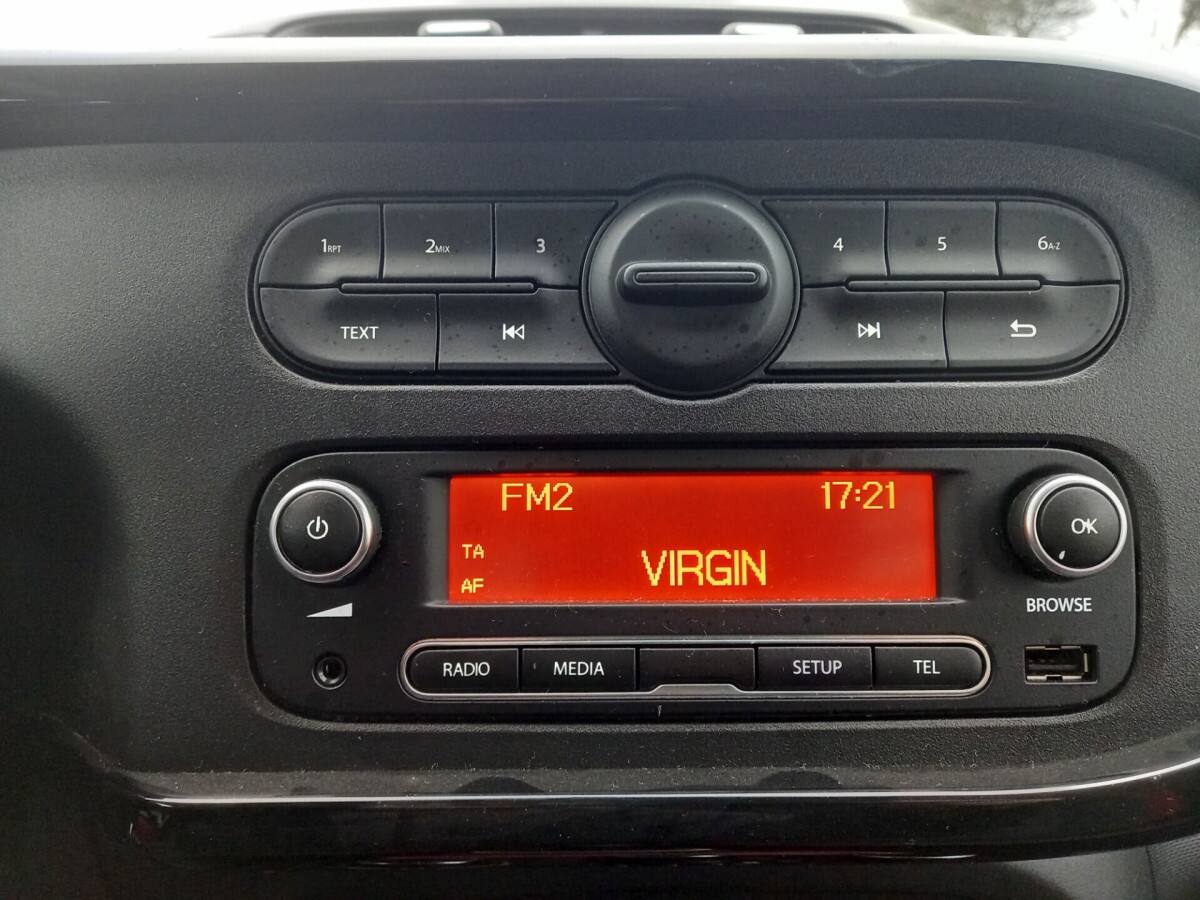 1RPT 2MIX 3 4 5 6A-Z
TEXT
FM2 17:21
TA
VIRGIN
AF
OK
BROWSE
RADIO MEDIA SETUP TEL